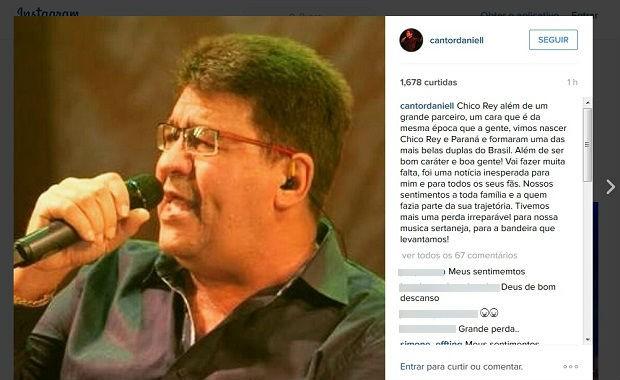 Instagram
Obter o aplicativo Entrar
cantordaniell SEGUIR
1,678 curtidas 1 h
cantordaniell Chico Rey além de um
grande parceiro, um cara que é da
mesma época que a gente, vimos nascer
Chico Rey e Paraná e formaram uma das
mais belas duplas do Brasil. Além de ser
bom caráter e boa gente! Vai fazer muita
falta, foi uma notícia inesperada para
mim e para todos os seus fãs. Nossos
sentimentos a toda família e a quem
fazia parte da sua trajetória. Tivemos
mais uma perda irreparável para nossa
musica sertaneja, para a bandeira que
levantamos!
ver todos os 67 comentários
Meus sentimemtos
Deus de bom
descanso
Grande perda..
simone_effting Meus sentimentos
Entrar para curtir ou comentar.